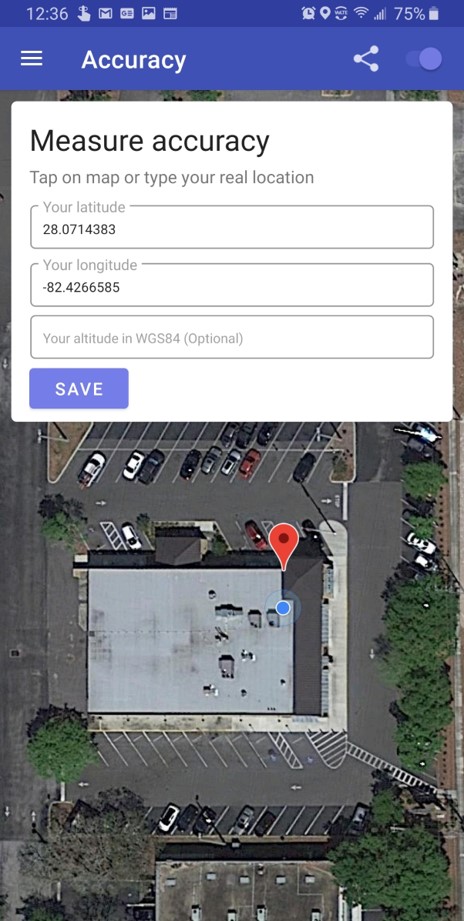 12:36
75%
Accuracy
Measure accuracy
Tap on map or type your real location
Your latitude
28.0714383
Your longitude
-82.4266585
Your altitude in WGS84 (Optional)
SAVE